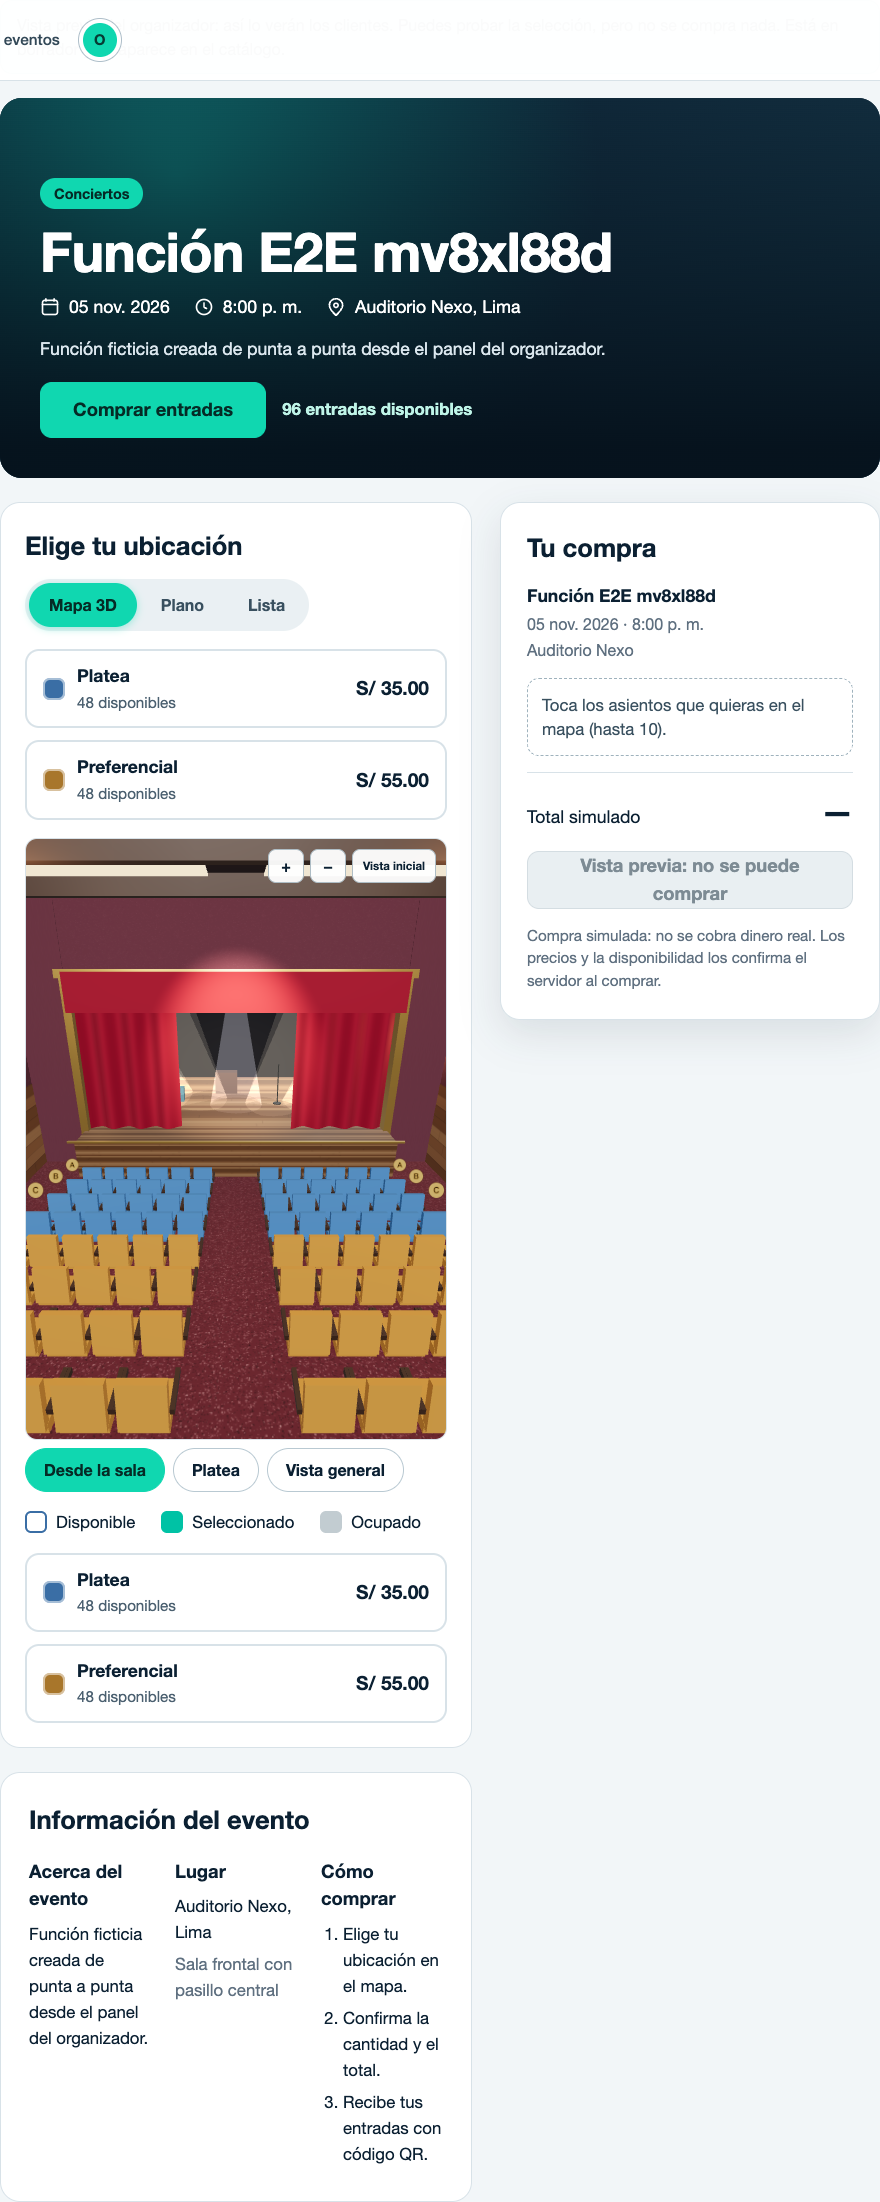 eventos
O
Conciertos
Función E2E mv8xl88d
05 nov. 2026
8:00 p. m.
Auditorio Nexo, Lima
Función ficticia creada de punta a punta desde el panel del organizador.
Comprar entradas
96 entradas disponibles
Elige tu ubicación
Mapa 3D
Plano
Lista
Platea
48 disponibles
S/ 35.00
Preferencial
48 disponibles
S/ 55.00
+
−
Vista inicial
A
B
C
A
B
C
Desde la sala
Platea
Vista general
Disponible
Seleccionado
Ocupado
Platea
48 disponibles
S/ 35.00
Preferencial
48 disponibles
S/ 55.00
Tu compra
Función E2E mv8xl88d
05 nov. 2026 · 8:00 p. m.
Auditorio Nexo
Toca los asientos que quieras en el
mapa (hasta 10).
Total simulado
—
Vista previa: no se puede
comprar
Compra simulada: no se cobra dinero real. Los
precios y la disponibilidad los confirma el
servidor al comprar.
Información del evento
Acerca del
evento
Función ficticia
creada de
punta a punta
desde el panel
del organizador.
Lugar
Auditorio Nexo,
Lima
Sala frontal con
pasillo central
Cómo
comprar
1. Elige tu
ubicación en
el mapa.
2. Confirma la
cantidad y el
total.
3. Recibe tus
entradas con
código QR.